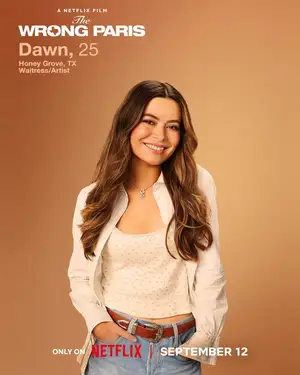 A NETFLIX FILM
The
WRONG PARIS
Dawn, 25
Honey Grove, TX
Waitress/Artist
ONLY ON NETFLIX | SEPTEMBER 12